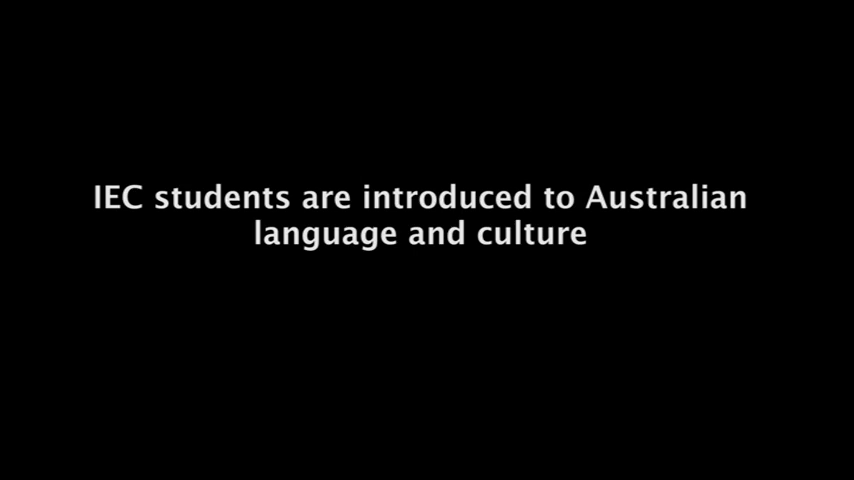 IEC students are introduced to Australian
language and culture